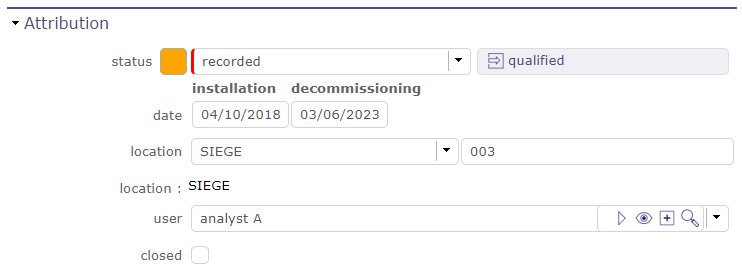 Attribution
status recorded qualified
installation decommissioning
date 04/10/2018 03/06/2023
location SIEGE 003
location : SIEGE
user analyst A
closed